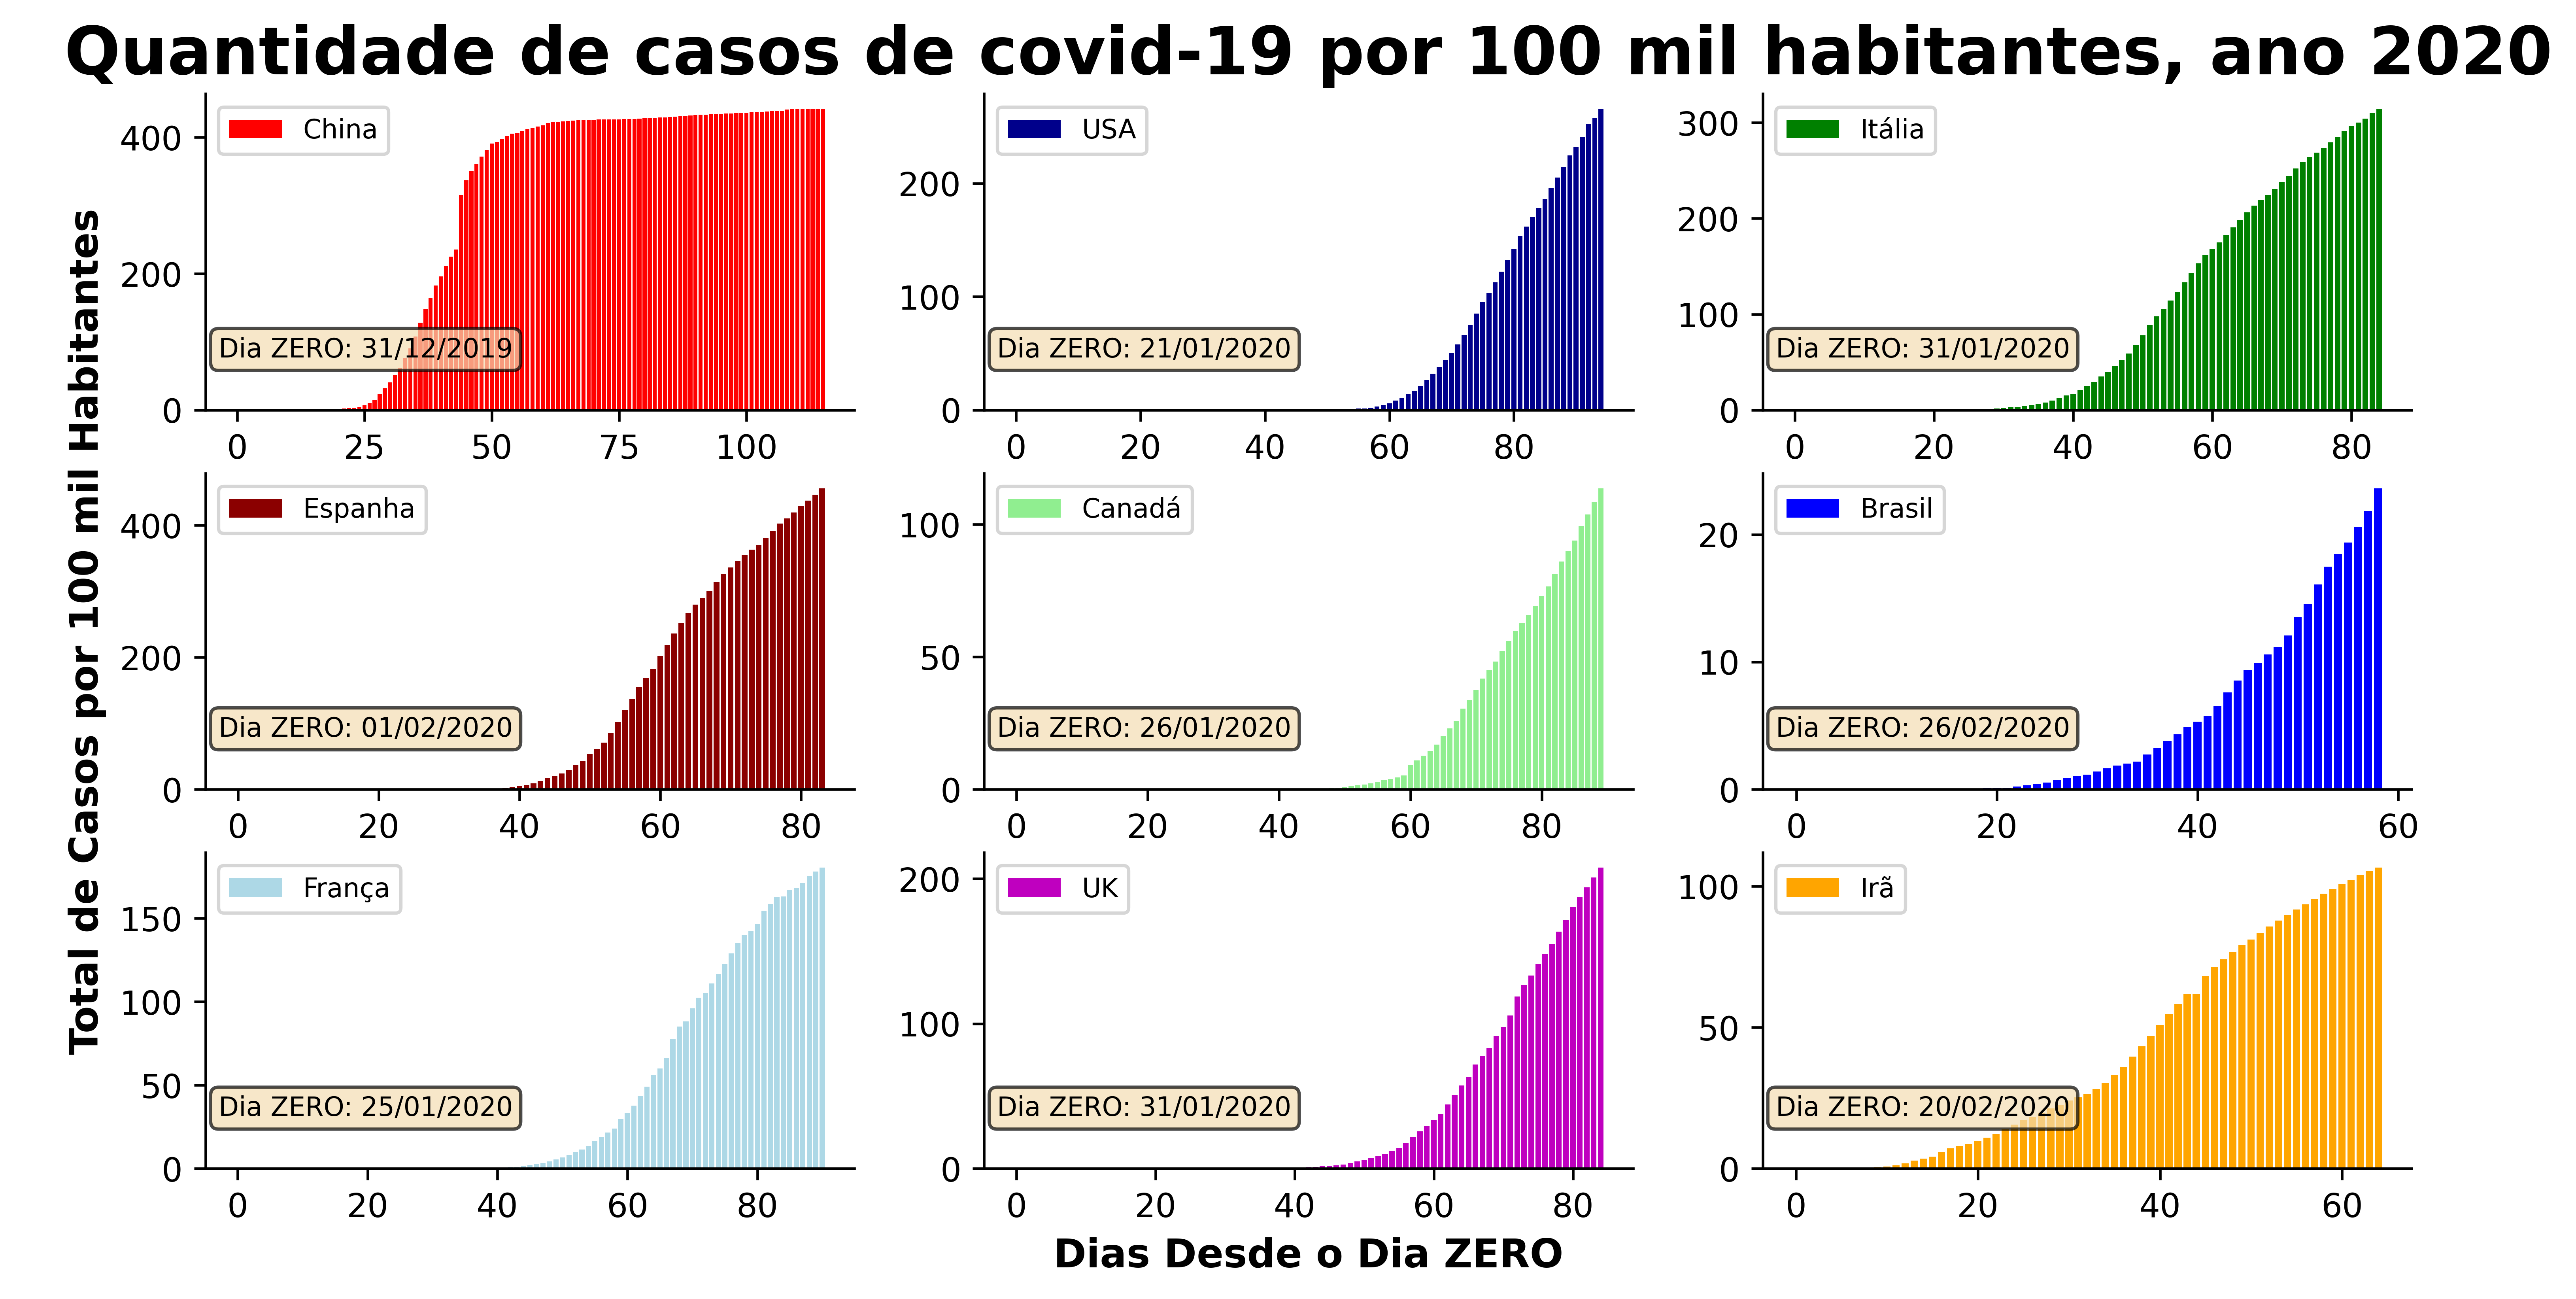 Quantidade de casos de covid-19 por 100 mil habitantes, ano 2020
Total de Casos por 100 mil Habitantes
China
400
200
0
Dia ZERO: 31/12/2019
0 25 50 75 100
USA
200
100
0
Dia ZERO: 21/01/2020
0 20 40 60 80
Itália
300
200
100
0
Dia ZERO: 31/01/2020
0 20 40 60 80
Espanha
400
200
0
Dia ZERO: 01/02/2020
0 20 40 60 80
Canadá
100
50
0
Dia ZERO: 26/01/2020
0 20 40 60 80
Brasil
20
10
0
Dia ZERO: 26/02/2020
0 20 40 60
França
150
100
50
0
Dia ZERO: 25/01/2020
0 20 40 60 80
UK
200
100
0
Dia ZERO: 31/01/2020
0 20 40 60 80
Irã
100
50
0
Dia ZERO: 20/02/2020
0 20 40 60
Dias Desde o Dia ZERO